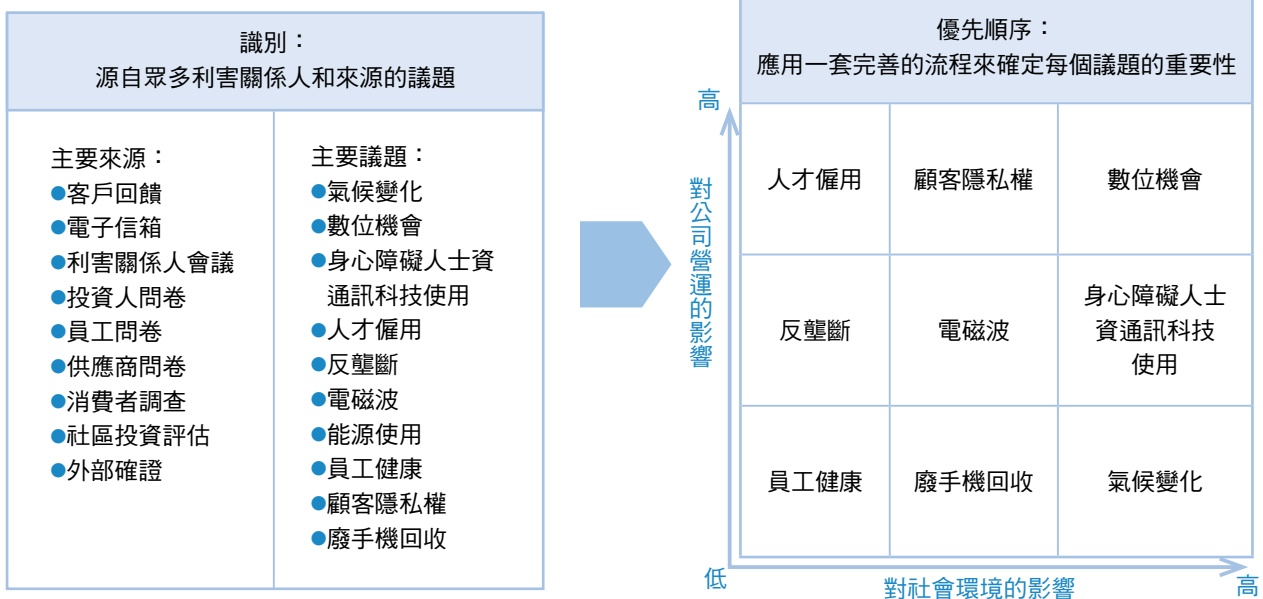 識別：
源自眾多利害關係人和來源的議題
主要來源：
●客戶回饋
●電子信箱
●利害關係人會議
●投資人問卷
●員工問卷
●供應商問卷
●消費者調查
●社區投資評估
●外部確證
主要議題：
●氣候變化
●數位機會
●身心障礙人士資
通訊科技使用
●人才僱用
●反壟斷
●電磁波
●能源使用
●員工健康
●顧客隱私權
●廢手機回收
優先順序：
應用一套完善的流程來確定每個議題的重要性
高
對公司營運的影響
人才僱用
顧客隱私權
數位機會
反壟斷
電磁波
身心障礙人士
資通訊科技
使用
員工健康
廢手機回收
氣候變化
低
對社會環境的影響
高